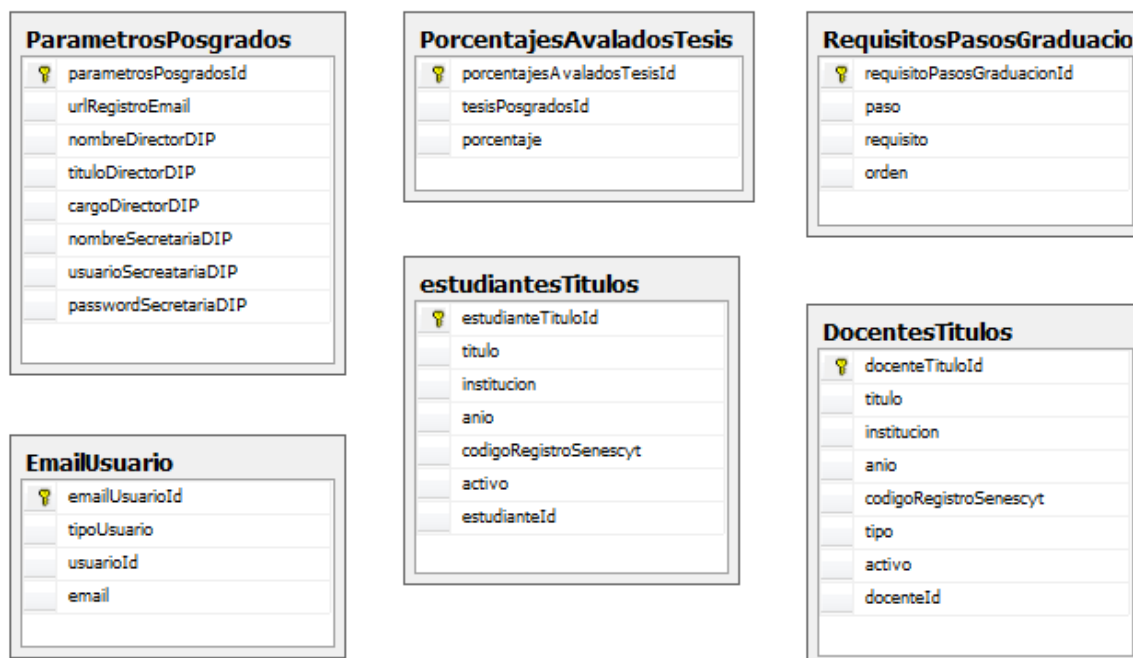 ParametrosPosgrados
parametrosPosgradosId
urlRegistroEmail
nombreDirectorDIP
tituloDirectorDIP
cargoDirectorDIP
nombreSecretariaDIP
usuarioSecreatariaDIP
passwordSecretariaDIP
EmailUsuario
emailUsuarioId
tipoUsuario
usuarioId
email
PorcentajesAvaladosTesis
porcentajesAvaladosTesisId
tesisPosgradosId
porcentaje
estudiantesTitulos
estudianteTituloId
titulo
institucion
anio
codigoRegistroSenescyt
activo
estudianteId
RequisitosPasosGraduacio
requisitoPasosGraduacionId
paso
requisito
orden
DocentesTitulos
docenteTituloId
titulo
institucion
anio
codigoRegistroSenescyt
tipo
activo
docenteId